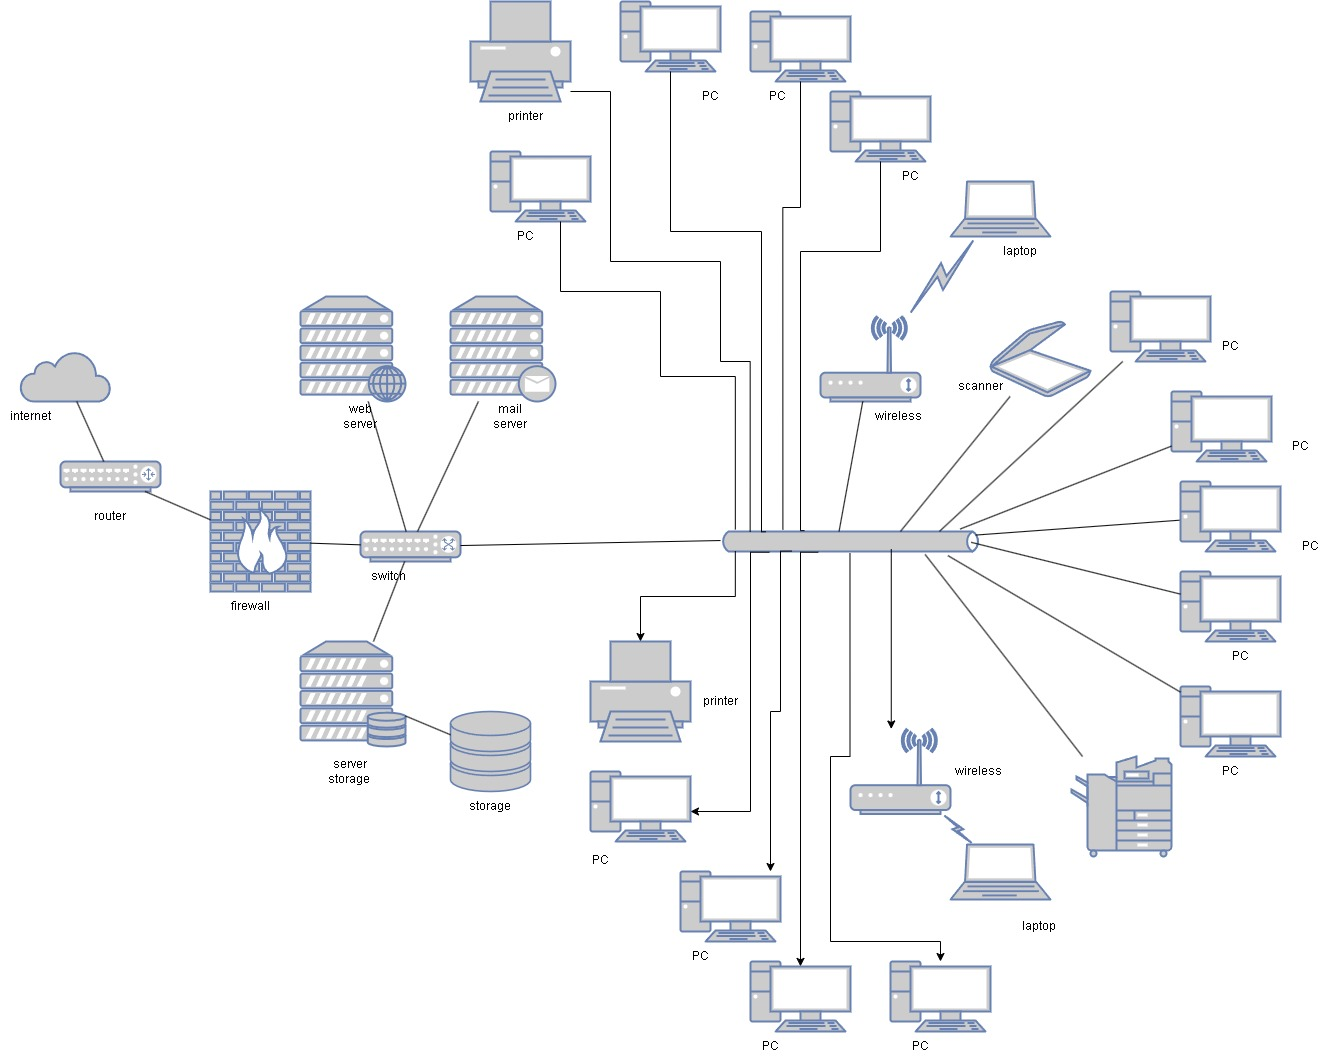 printer
PC
PC
PC
PC
laptop
PC
scanner
PC
wireless
web
server
mail
server
internet
router
PC
switch
firewall
PC
printer
server
storage
storage
wireless
PC
PC
laptop
PC
PC
PC